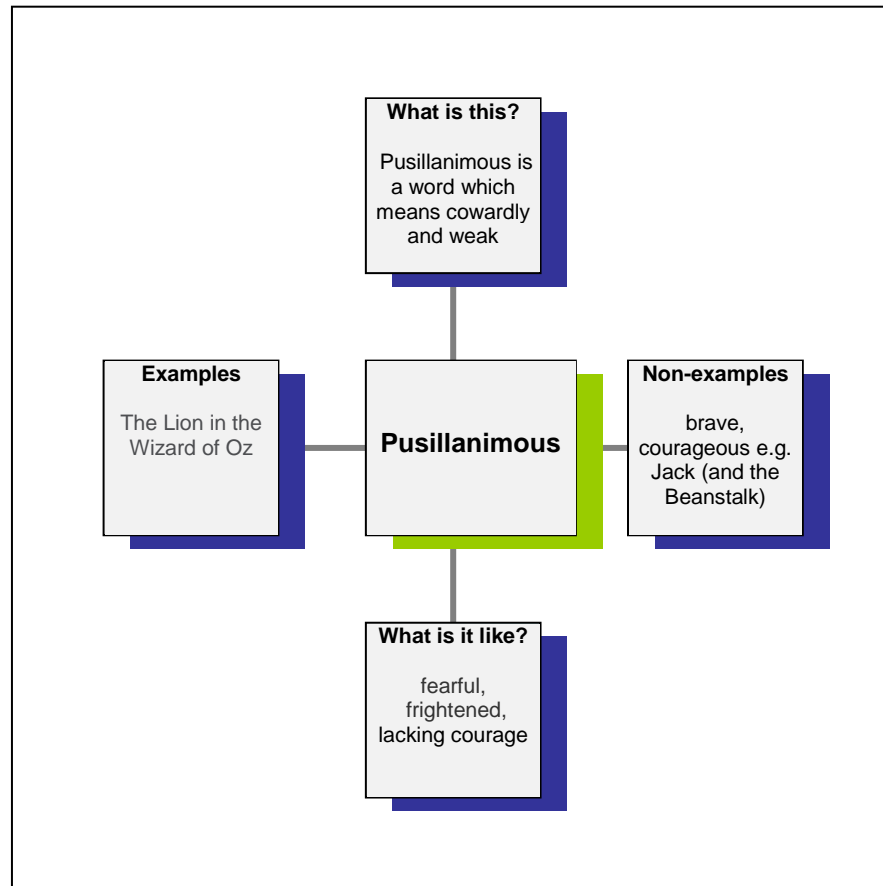 What is this?
Pusillanimous is
a word which
means cowardly
and weak
Examples
The Lion in the
Wizard of Oz
Pusillanimous
Non-examples
brave,
courageous e.g.
Jack (and the
Beanstalk)
What is it like?
fearful,
frightened,
lacking courage